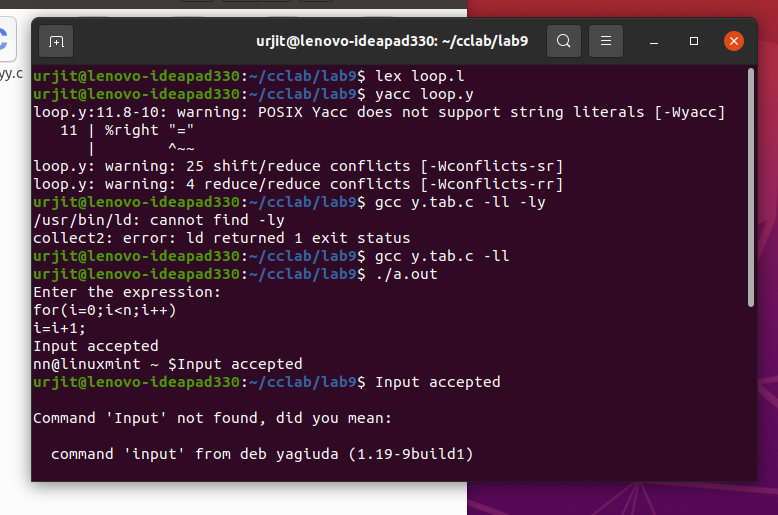 yy.c
urjit@lenovo-ideapad330: ~/cclab/lab9
urjit@lenovo-ideapad330:~/cclab/lab9$ lex loop.l
urjit@lenovo-ideapad330:~/cclab/lab9$ yacc loop.y
loop.y:11.8-10: warning: POSIX Yacc does not support string literals [-Wyacc]
   11 | %right "="
      |        ^~~
loop.y: warning: 25 shift/reduce conflicts [-Wconflicts-sr]
loop.y: warning: 4 reduce/reduce conflicts [-Wconflicts-rr]
urjit@lenovo-ideapad330:~/cclab/lab9$ gcc y.tab.c -ll -ly
/usr/bin/ld: cannot find -ly
collect2: error: ld returned 1 exit status
urjit@lenovo-ideapad330:~/cclab/lab9$ gcc y.tab.c -ll
urjit@lenovo-ideapad330:~/cclab/lab9$ ./a.out
Enter the expression:
for(i=0;i<n;i++)
i=i+1;
Input accepted
nn@linuxmint ~ $Input accepted
urjit@lenovo-ideapad330:~/cclab/lab9$ Input accepted

Command 'Input' not found, did you mean:

  command 'input' from deb yagiuda (1.19-9build1)